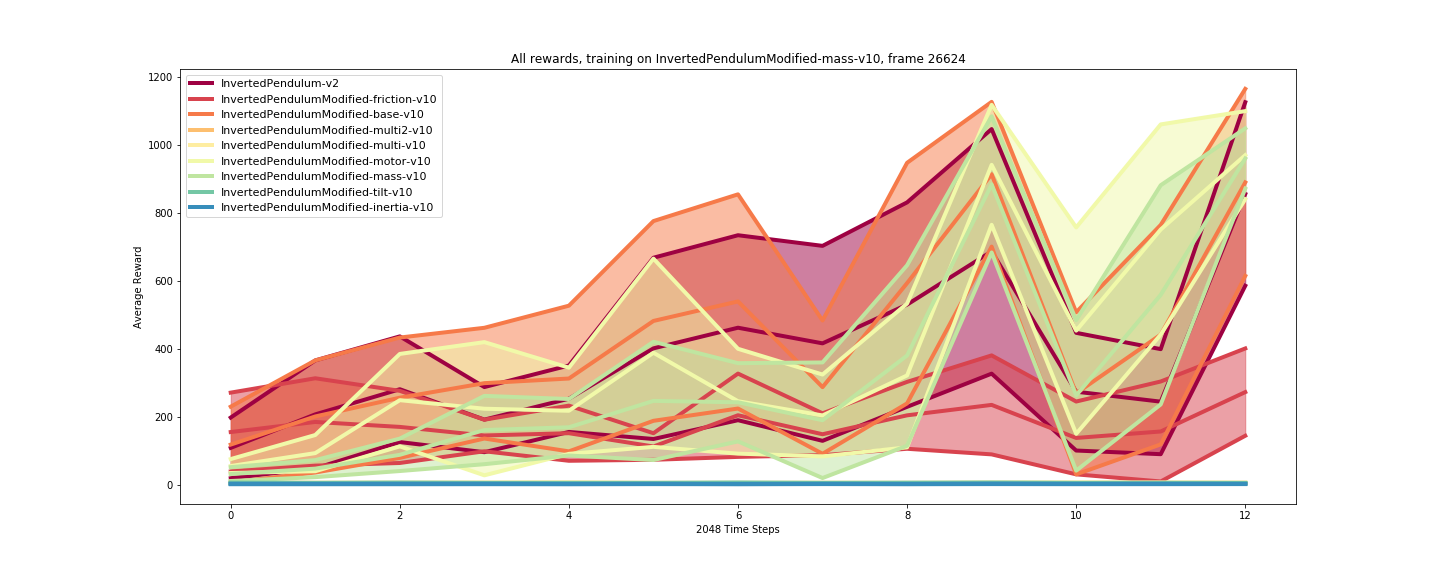 All rewards, training on InvertedPendulumModified-mass-v10, frame 26624
1200
1000
800
600
400
200
0
Average Reward
InvertedPendulum-v2
InvertedPendulumModified-friction-v10
InvertedPendulumModified-base-v10
InvertedPendulumModified-multi2-v10
InvertedPendulumModified-multi-v10
InvertedPendulumModified-motor-v10
InvertedPendulumModified-mass-v10
InvertedPendulumModified-tilt-v10
InvertedPendulumModified-inertia-v10
0 2 4 6 8 10 12
2048 Time Steps